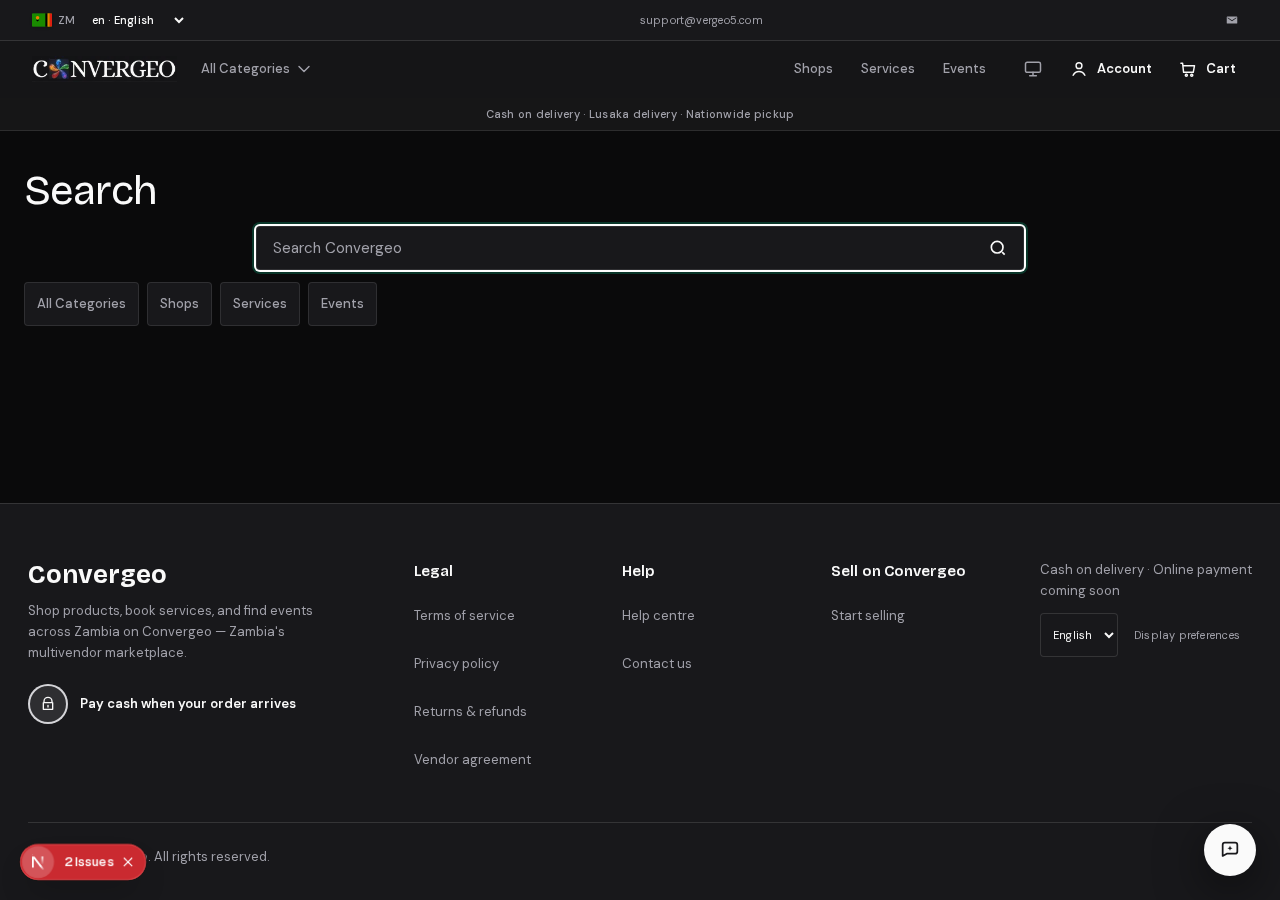 ZM
en · English
support@vergeo5.com
CONVERGEO
All Categories
Shops
Services
Events
Account
Cart
Cash on delivery · Lusaka delivery · Nationwide pickup
Search
Search Convergeo
All Categories
Shops
Services
Events
Convergeo
Shop products, book services, and find events
across Zambia on Convergeo — Zambia's
multivendor marketplace.
Pay cash when your order arrives
Legal
Terms of service
Privacy policy
Returns & refunds
Vendor agreement
Help
Help centre
Contact us
Sell on Convergeo
Start selling
Cash on delivery · Online payment
coming soon
English
Display preferences
All rights reserved.
N
2 Issues